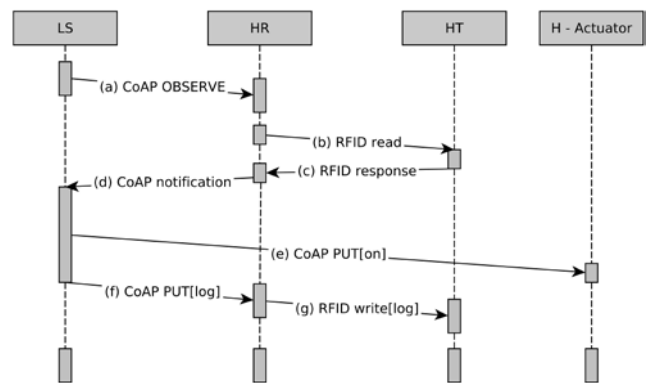 LS
HR
HT
H - Actuator
(a) CoAP OBSERVE
(b) RFID read
(c) RFID response
(d) CoAP notification
(e) CoAP PUT[on]
(f) CoAP PUT[log]
(g) RFID write[log]